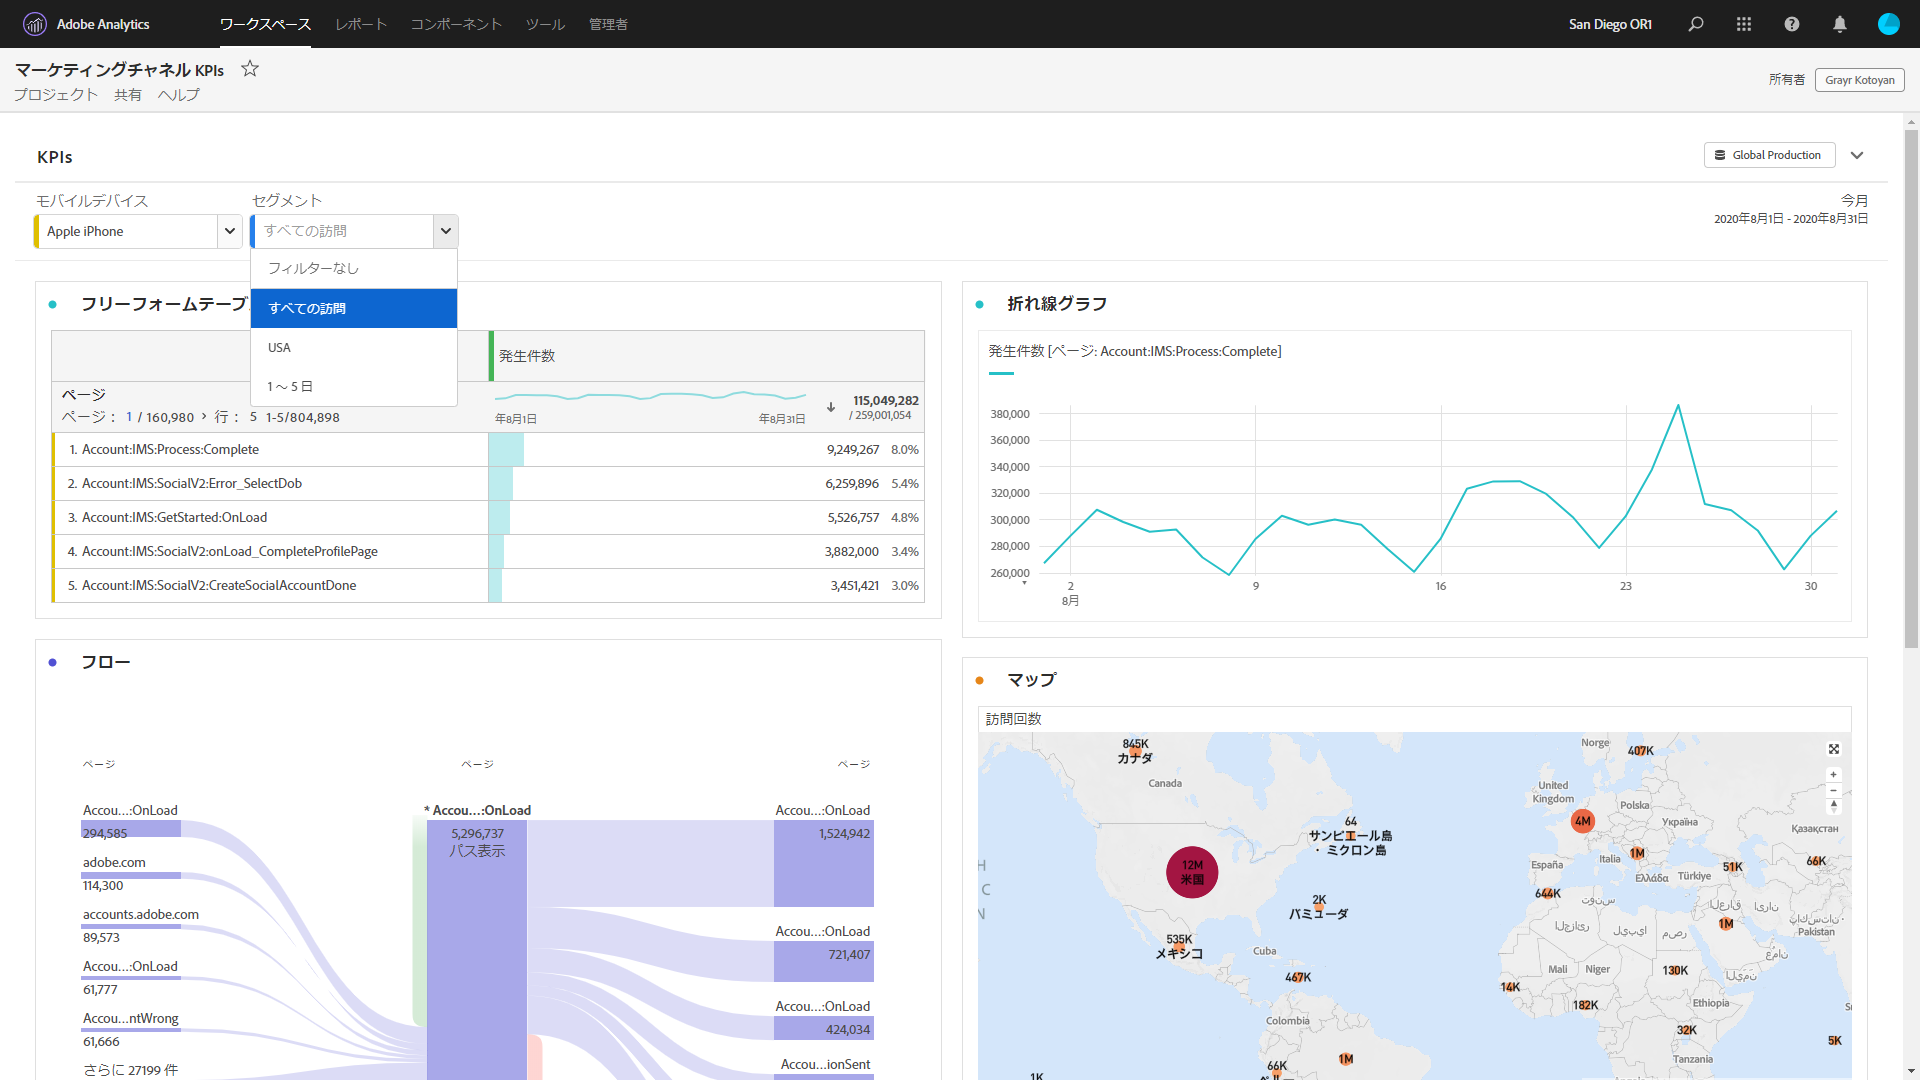 Adobe Analytics
ワークスペース レポート コンポーネント ツール 管理者
San Diego OR1
マーケティングチャネル KPIs
プロジェクト 共有 ヘルプ
所有者 Grayr Kotoyan
KPIs
Global Production
モバイルデバイス
Apple iPhone
セグメント
すべての訪問
フィルターなし
すべての訪問
USA
1～5日
今月
2020年8月1日 - 2020年8月31日
フリーフォームテーブ
発生件数
ページ
ページ： 1 / 160,980 > 行： 5 1-5/804,898
年8月1日
年8月31日
115,049,282
/ 259,001,054
1. Account:IMS:Process:Complete 9,249,267 8.0%
2. Account:IMS:SocialV2:Error_SelectDob 6,259,896 5.4%
3. Account:IMS:GetStarted:OnLoad 5,526,757 4.8%
4. Account:IMS:SocialV2:onLoad_CompleteProfilePage 3,882,000 3.4%
5. Account:IMS:SocialV2:CreateSocialAccountDone 3,451,421 3.0%
折れ線グラフ
発生件数 [ページ: Account:IMS:Process:Complete]
380,000
360,000
340,000
320,000
300,000
280,000
260,000
2 9 16 23 30
8月
フロー
ページ ページ ページ
Accou...:OnLoad
294,585
adobe.com
114,300
accounts.adobe.com
89,573
Accou...:OnLoad
61,777
Accou...ntWrong
61,666
さらに 27199 件
* Accou...:OnLoad
5,296,737
パス表示
Accou...:OnLoad
1,524,942
Accou...:OnLoad
721,407
Accou...:OnLoad
424,034
Accou...ionSent
マップ
訪問回数
845K
カナダ
Canada
Norge
407K
United
Kingdom
Polska
4M
Україна
Қазақстан
64
サンピエール島
・ミクロン島
12M
米国
1M
Italia
España
Ελλάδα
Türkiye
51K
66K
644K
2K
バミューダ
تونس
العراق
ایران
الجزائر
ليبيا
مصر
1M
Pakistan
عُمان
535K
メキシコ
Cuba
467K
Mali
Niger
130K
اليمن
14K
182K
Ethiopia
Colombia
32K
5K
Tanzania
66K
1M
1K